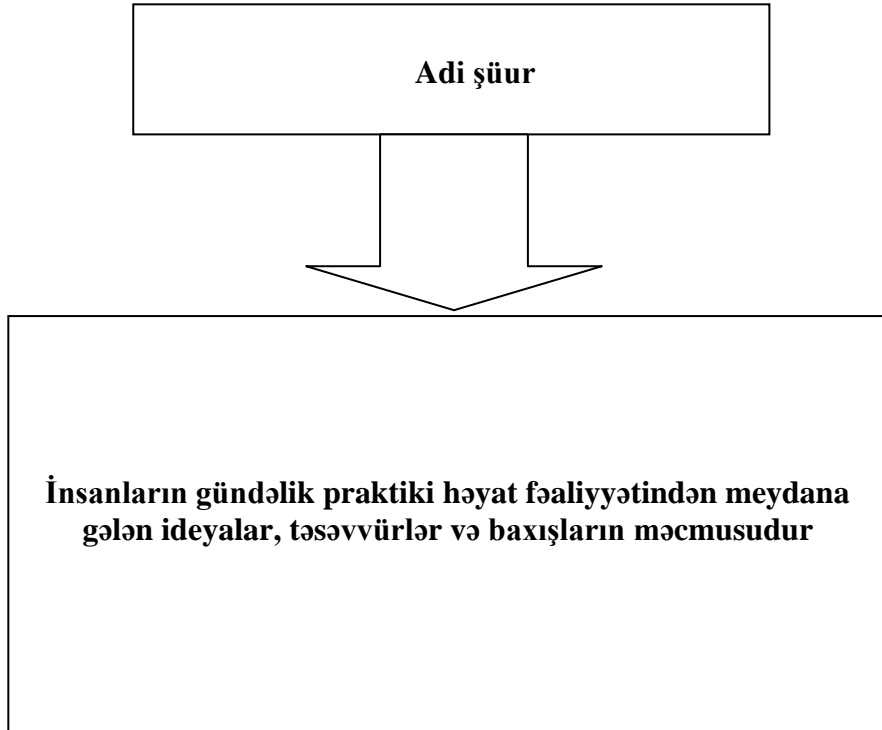 Adi şüur
İnsanların gündəlik praktiki həyat fəaliyyətindən meydana
gələn ideyalar, təsəvvürlər və baxışların məcmusudur